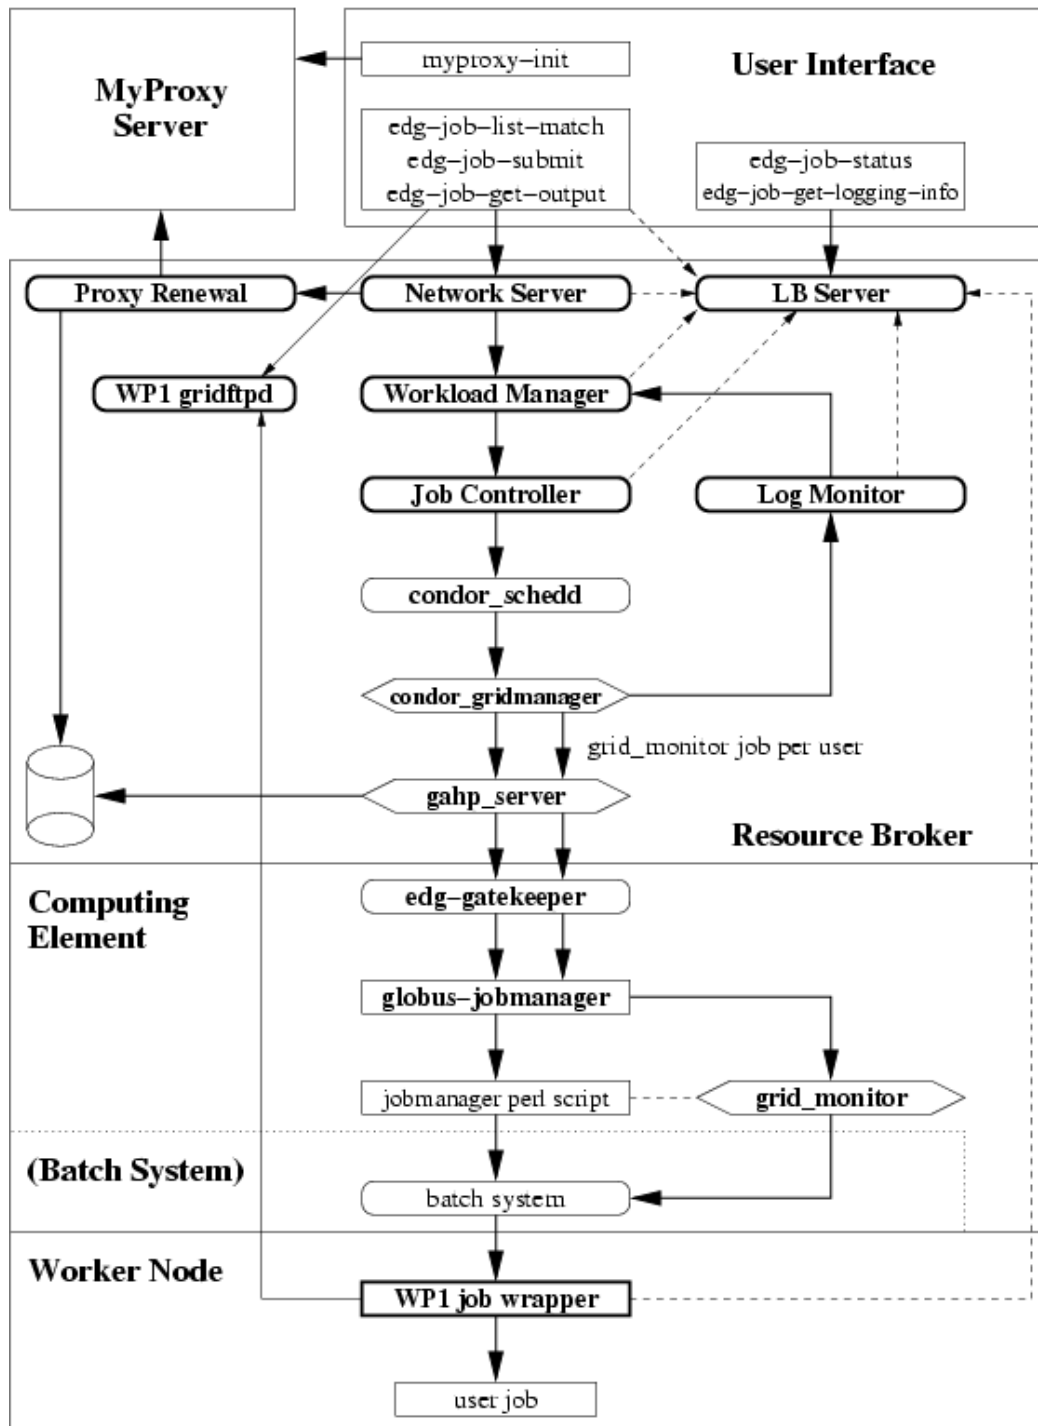 myproxy-init
User Interface
MyProxy
Server
edg-job-list-match
edg-job-submit
edg-job-get-output
edg-job-status
edg-job-get-logging-info
Proxy Renewal
Network Server
LB Server
WP1 gridftpd
Workload Manager
Job Controller
Log Monitor
condor_schedd
condor_gridmanager
grid_monitor job per user
gahp_server
Resource Broker
Computing
Element
edg-gatekeeper
globus-jobmanager
jobmanager perl script
grid_monitor
(Batch System)
batch system
Worker Node
WP1 job wrapper
user job